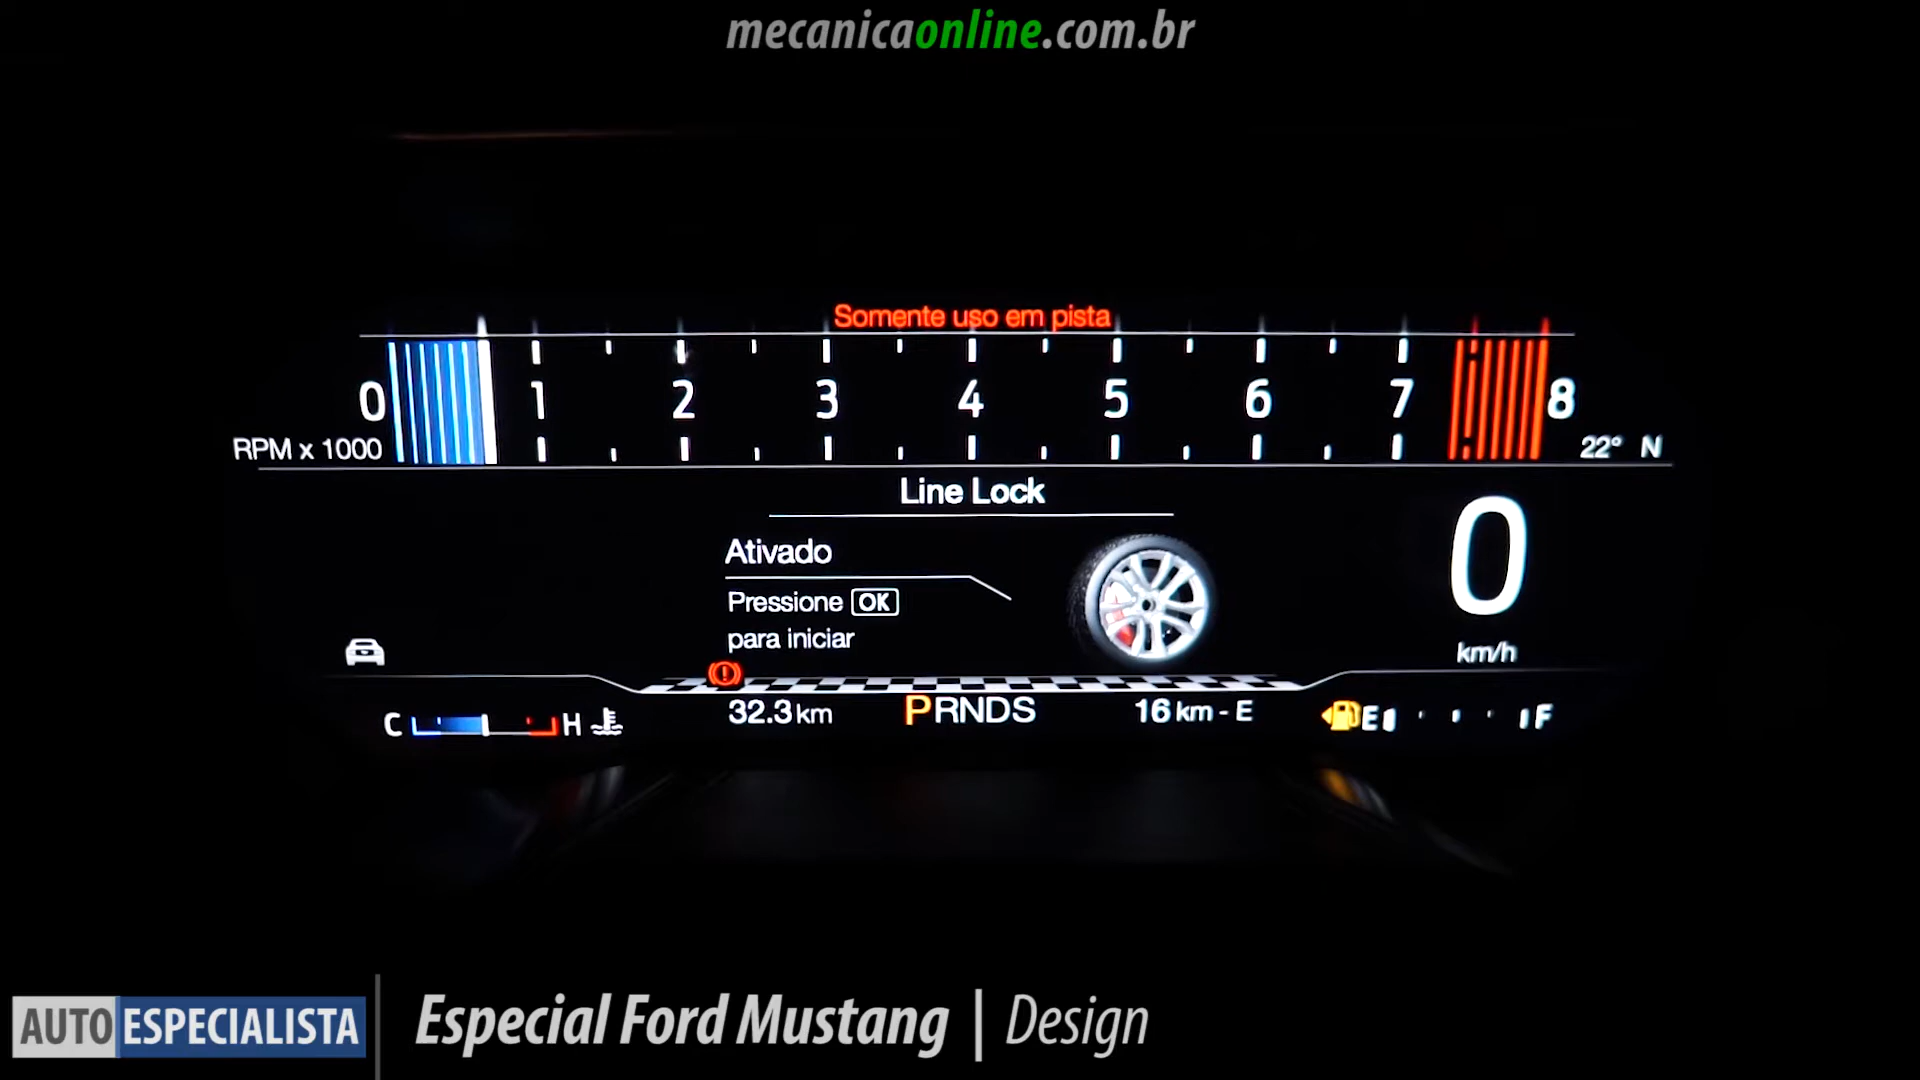 mecanicaonline.com.br
Somente uso em pista
0 1 2 3 4 5 6 7 8
RPM x 1000
22° N
Line Lock
0
Ativado
Pressione OK
para iniciar
km/h
C H
32.3 km
PRNDS
16 km - E
E F
AUTOESPECIALISTA
Especial Ford Mustang | Design